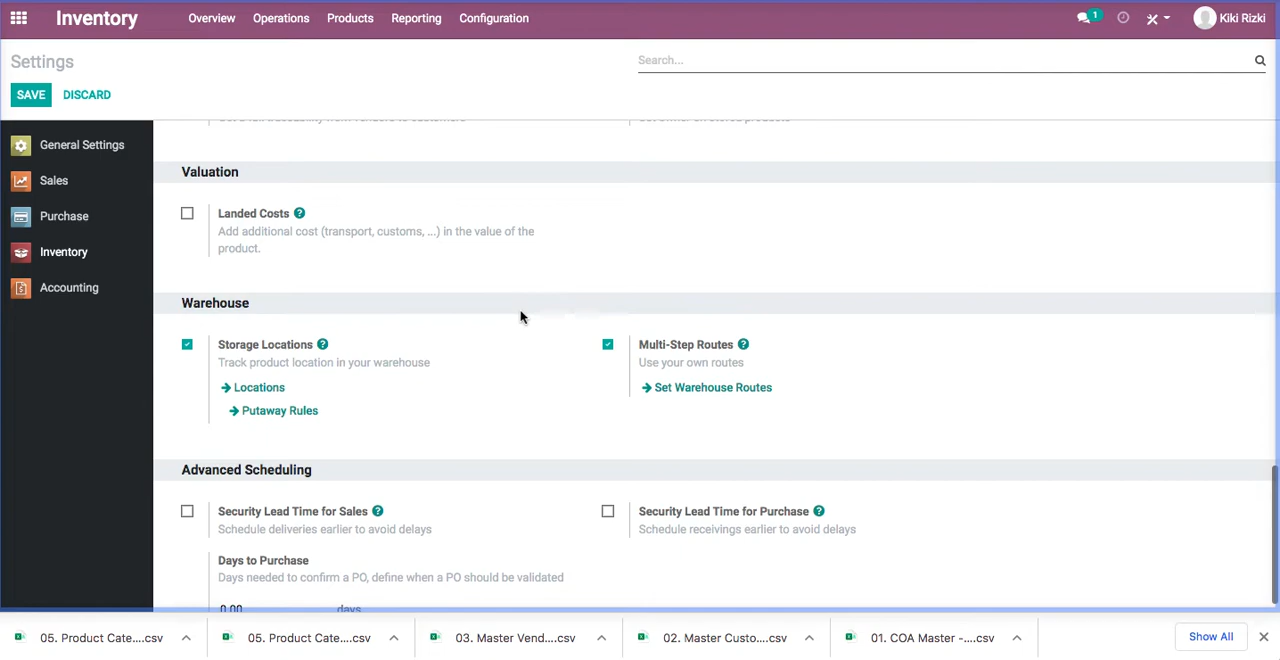 Inventory Overview Operations Products Reporting Configuration 1 Kiki Rizki
Settings Search...
SAVE DISCARD
General Settings
Sales
Purchase
Inventory
Accounting
Valuation
Landed Costs ?
Add additional cost (transport, customs, ...) in the value of the
product.
Warehouse
Storage Locations ?
Track product location in your warehouse
Locations
Putaway Rules
Multi-Step Routes ?
Use your own routes
Set Warehouse Routes
Advanced Scheduling
Security Lead Time for Sales ?
Schedule deliveries earlier to avoid delays
Security Lead Time for Purchase ?
Schedule receivings earlier to avoid delays
Days to Purchase
Days needed to confirm a PO, define when a PO should be validated
0.00 days
05. Product Cate....csv 05. Product Cate....csv 03. Master Vend....csv 02. Master Custo....csv 01. COA Master -....csv Show All